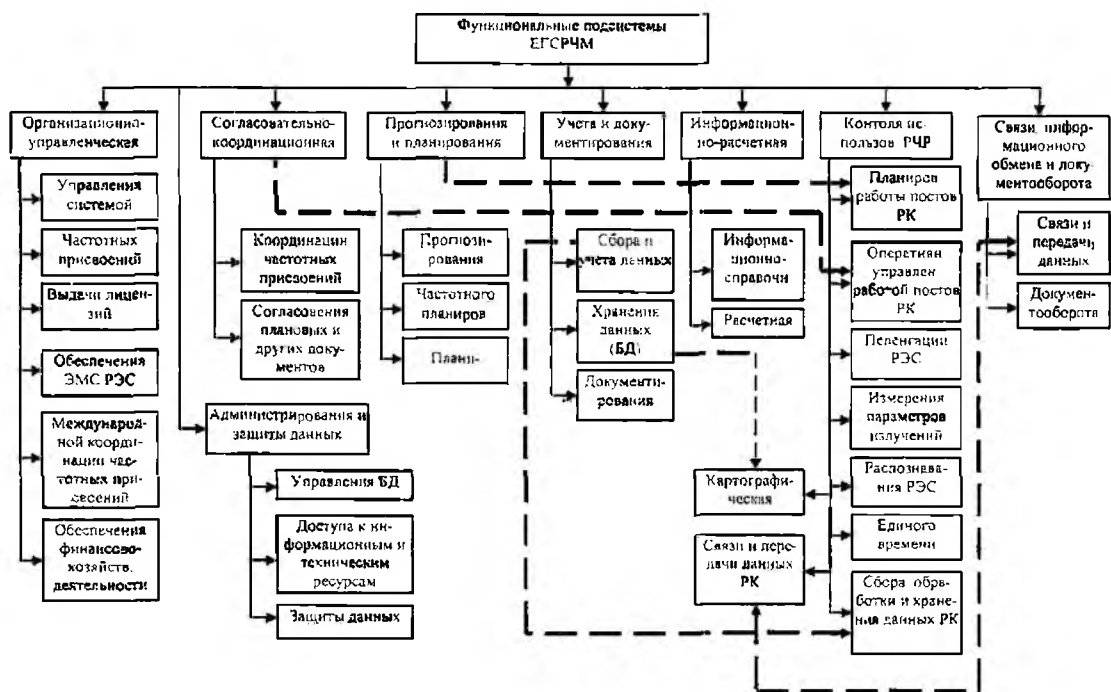 Функциональные подсистемы
ЕГСРЧМ
Организационно-
управленческая
Управления
системой
Частотных
присвоений
Выдачи лицен-
зий
Обеспечения
ЭМС РЭС
Международ-
ной коорди-
нации час-
тотных при-
своений
Обеспечения
финансово-
хозяйств.
деятельности
Согласовательно-
координационная
Координации
частотных
присвоений
Согласования
плановых и
других доку-
ментов
Администрирования и
защиты данных
Управления БД
Доступа к ин-
формационным и
техническим
ресурсам
Защиты данных
Прогнозирования
и планирования
Прогнози-
рования
Частотного
планиров
Плани-
Учета и доку-
ментирования
Сбора и
учета данных
Хранения
данных
(БД)
Документи-
рования
Информацион-
но-расчетная
Информа-
ционно-
справочн
Расчетная
Картографи-
ческая
Связи и пере-
дачи данных
РК
Контроля ис-
пользов. РЧР
Планиров
работы постов
РК
Оперативн
управлен
работой постов
РК
Пеленгации
РЭС
Измерения
параметров
излучений
Распознава-
ния РЭС
Единого
времени
Сбора, обра-
ботки и хране-
ния данных РК
Связи, инфор-
мационного
обмена и доку-
ментооборота
Связи и
передачи
данных
Докумен-
тооборота